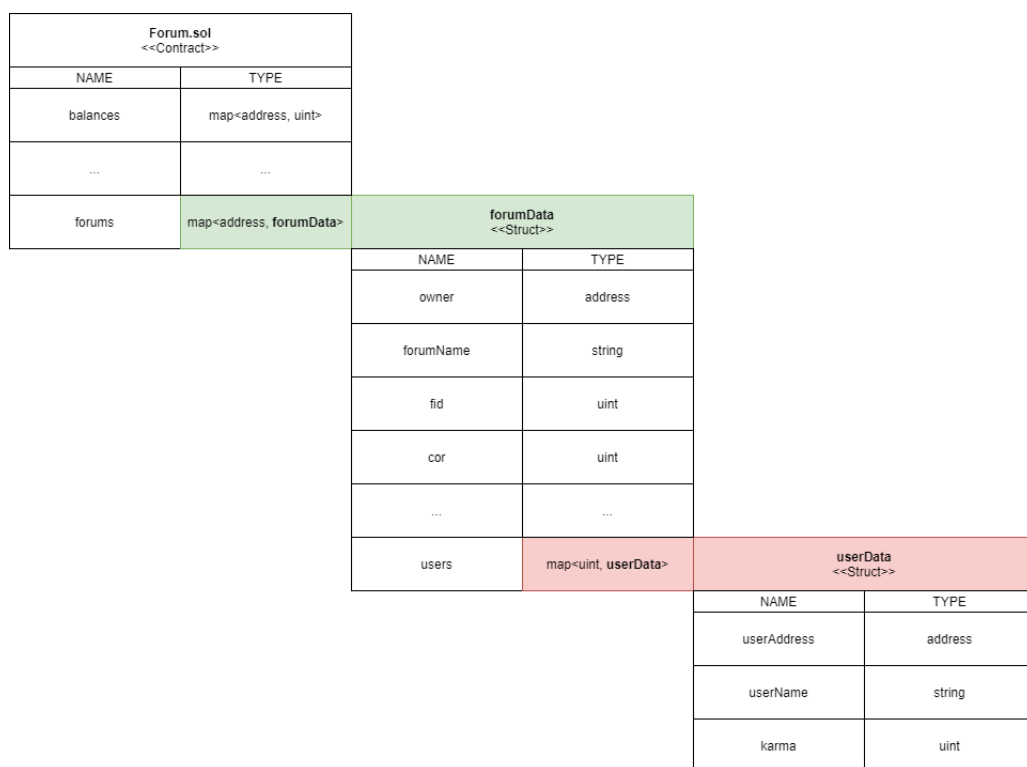 Forum.sol
<<Contract>>
NAME TYPE
balances map<address, uint>
... ...
forums map<address, forumData>
forumData
<<Struct>>
NAME TYPE
owner address
forumName string
fid uint
cor uint
... ...
users map<uint, userData>
userData
<<Struct>>
NAME TYPE
userAddress address
userName string
karma uint